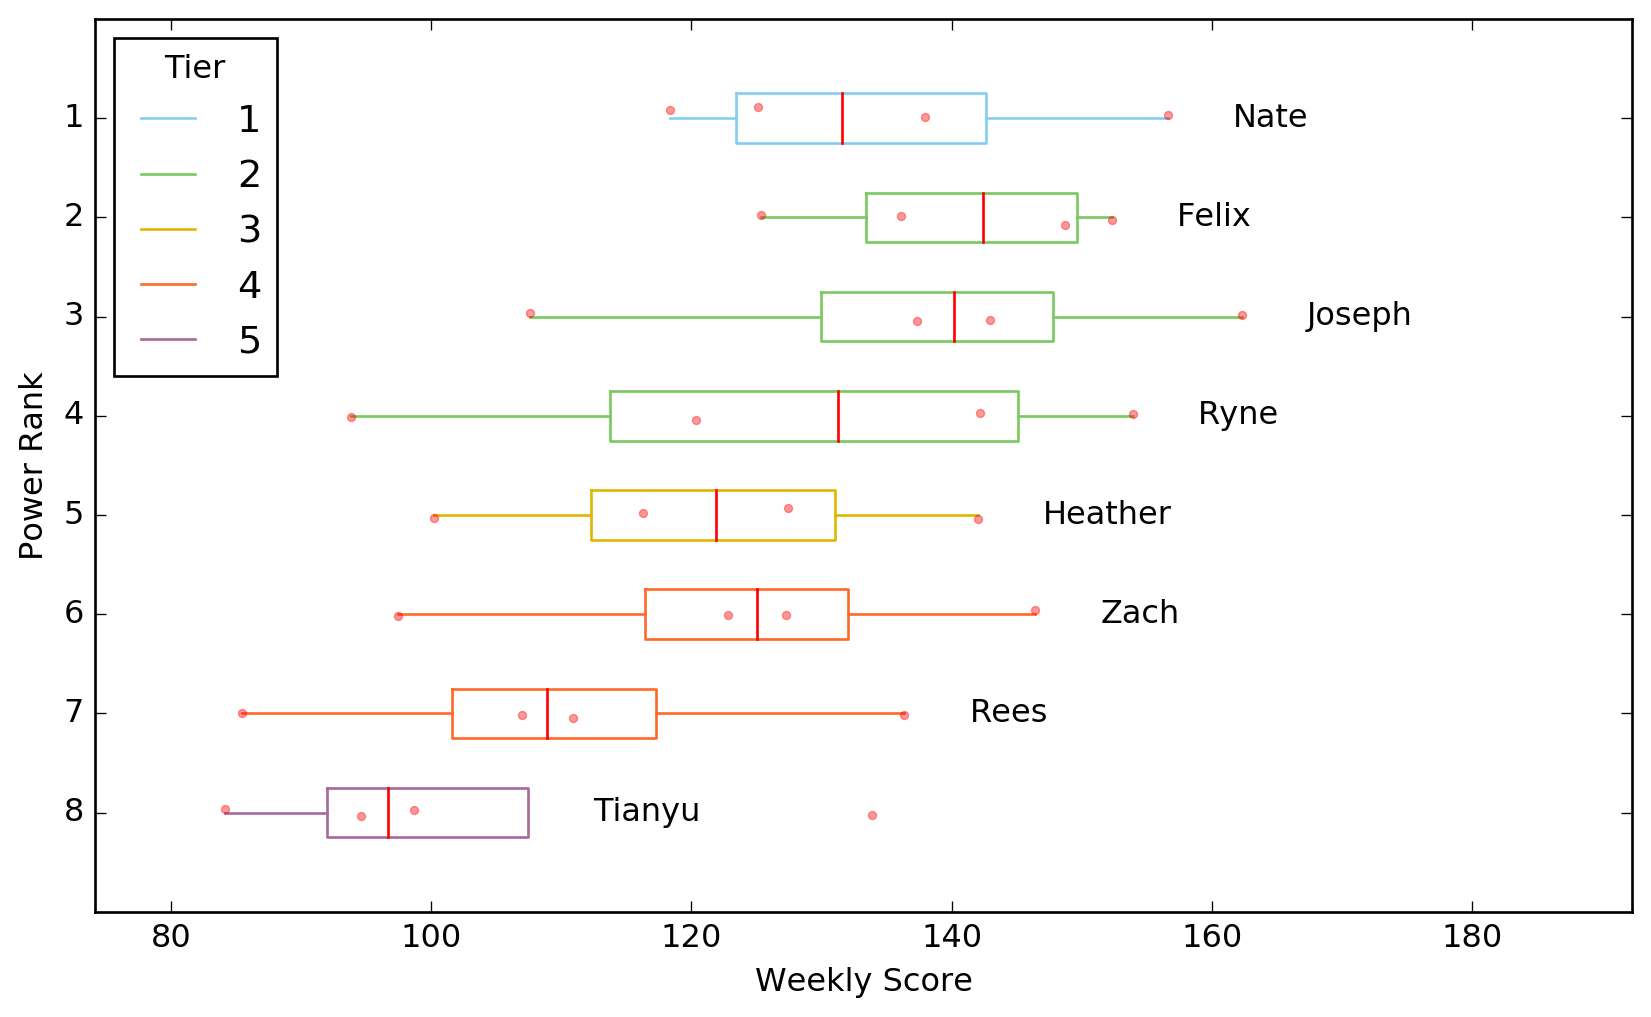 Tier
1
2
3
4
5
Power Rank
1
2
3
4
5
6
7
8
Nate
Felix
Joseph
Ryne
Heather
Zach
Rees
Tianyu
80 100 120 140 160 180
Weekly Score